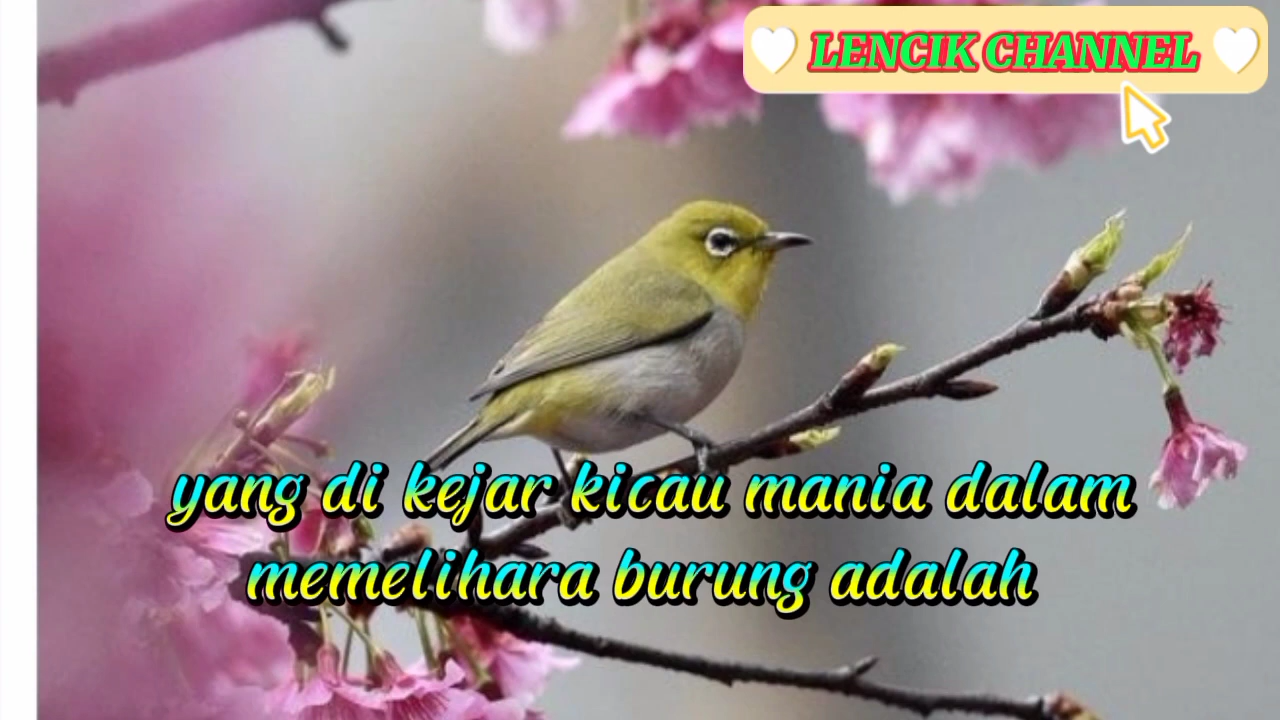 LENCIK CHANNEL
yang di kejar kicau mania dalam
memelihara burung adalah